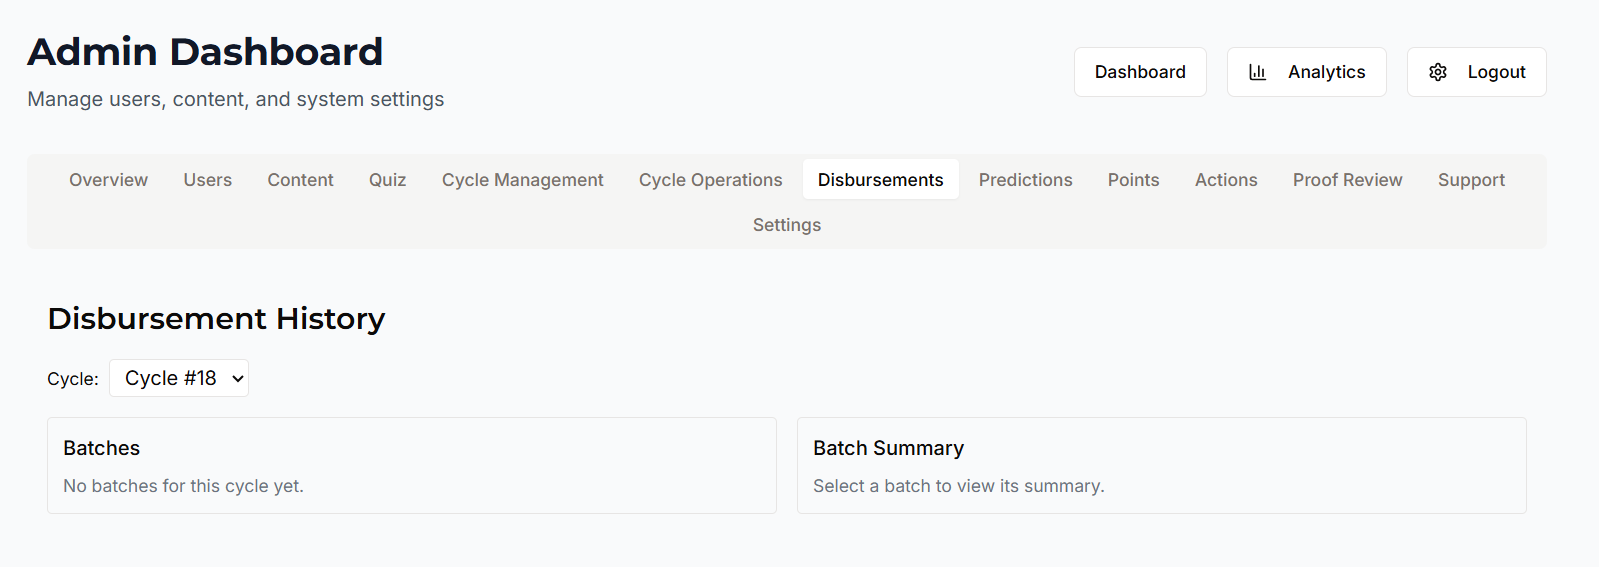 Admin Dashboard
Manage users, content, and system settings
Dashboard
Analytics
Logout
Overview Users Content Quiz Cycle Management Cycle Operations Disbursements Predictions Points Actions Proof Review Support
Settings
Disbursement History
Cycle: Cycle #18
Batches
No batches for this cycle yet.
Batch Summary
Select a batch to view its summary.